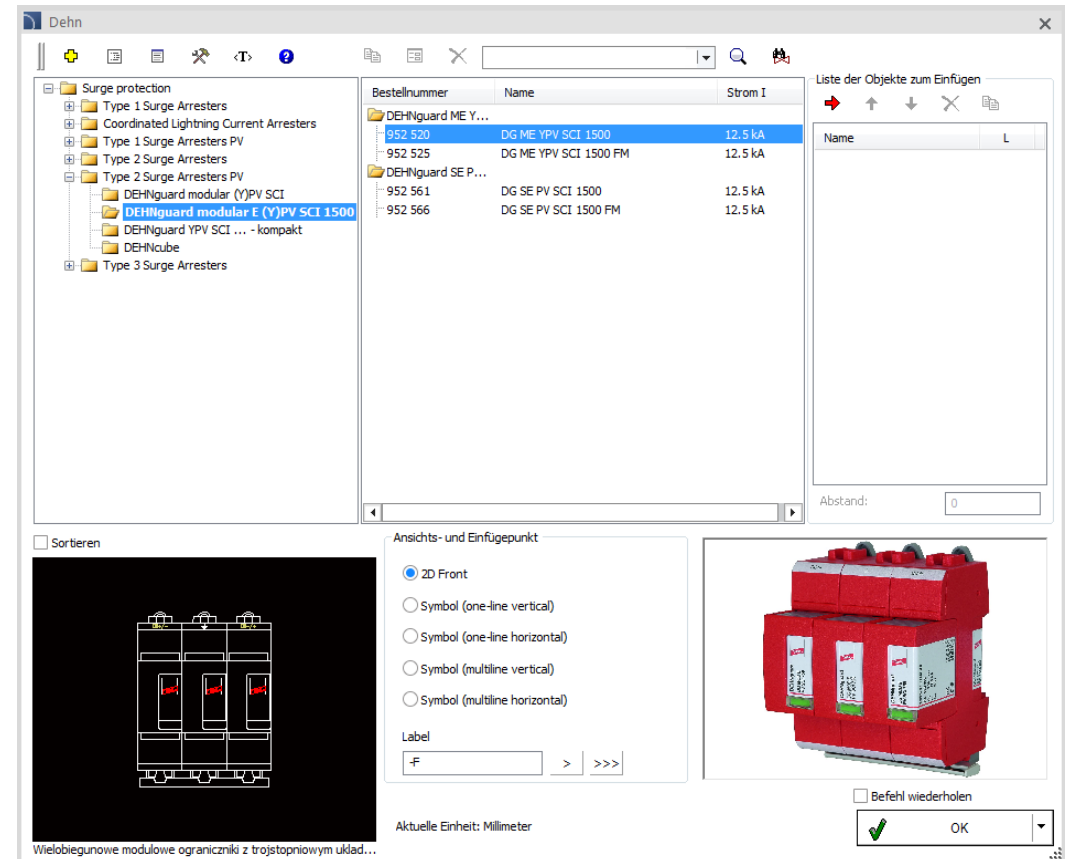 Dehn
<T>
Surge protection
Type 1 Surge Arresters
Coordinated Lightning Current Arresters
Type 1 Surge Arresters PV
Type 2 Surge Arresters
Type 2 Surge Arresters PV
DEHNguard modular (Y)PV SCI
DEHNguard modular E (Y)PV SCI 1500
DEHNguard YPV SCI ... - kompakt
DEHNcube
Type 3 Surge Arresters
Bestellnummer Name Strom I
DEHNguard ME Y...
952 520 DG ME YPV SCI 1500 12.5 kA
952 525 DG ME YPV SCI 1500 FM 12.5 kA
DEHNguard SE P...
952 561 DG SE PV SCI 1500 12.5 kA
952 566 DG SE PV SCI 1500 FM 12.5 kA
Liste der Objekte zum Einfügen
Name L
Abstand: 0
Sortieren
Ansichts- und Einfügepunkt
2D Front
Symbol (one-line vertical)
Symbol (one-line horizontal)
Symbol (multiline vertical)
Symbol (multiline horizontal)
Label
-F > >>>
Aktuelle Einheit: Millimeter
Befehl wiederholen
OK
Wielobiegunowe modulowe ograniczniki z trojstopniowym uklad...